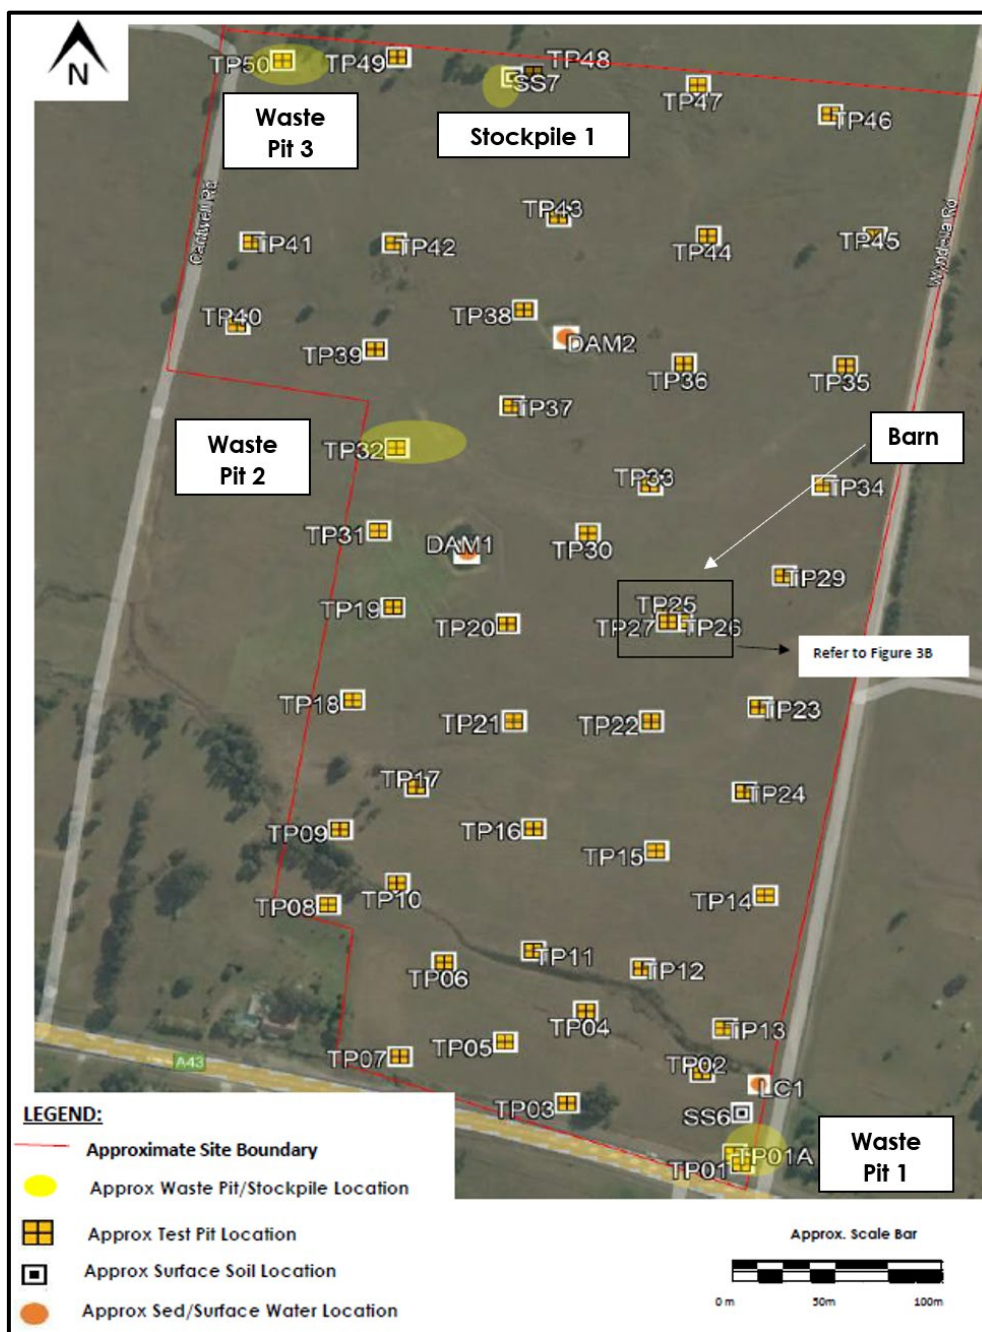 N
TP50
TP49
TP48
SS7
TP47
TP46
Waste
Pit 3
Stockpile 1
Cantwell Rd
Wyndella Rd
TP43
TP41
TP42
TP44
TP45
TP40
TP38
DAM2
TP39
TP36
TP35
TP37
Waste
Pit 2
TP32
Barn
TP33
TP34
TP31
DAM1
TP30
TP29
TP19
TP20
TP25
TP27
TP26
Refer to Figure 3B
TP18
TP21
TP22
TP23
TP17
TP24
TP09
TP16
TP15
TP08
TP10
TP14
TP06
TP11
TP12
TP04
TP13
TP05
TP07
A43
TP02
LC1
TP03
SS6
TP01A
TP01
Waste
Pit 1
LEGEND:
Approximate Site Boundary
Approx Waste Pit/Stockpile Location
Approx Test Pit Location
Approx Surface Soil Location
Approx Sed/Surface Water Location
Approx. Scale Bar
0 m 50m 100m